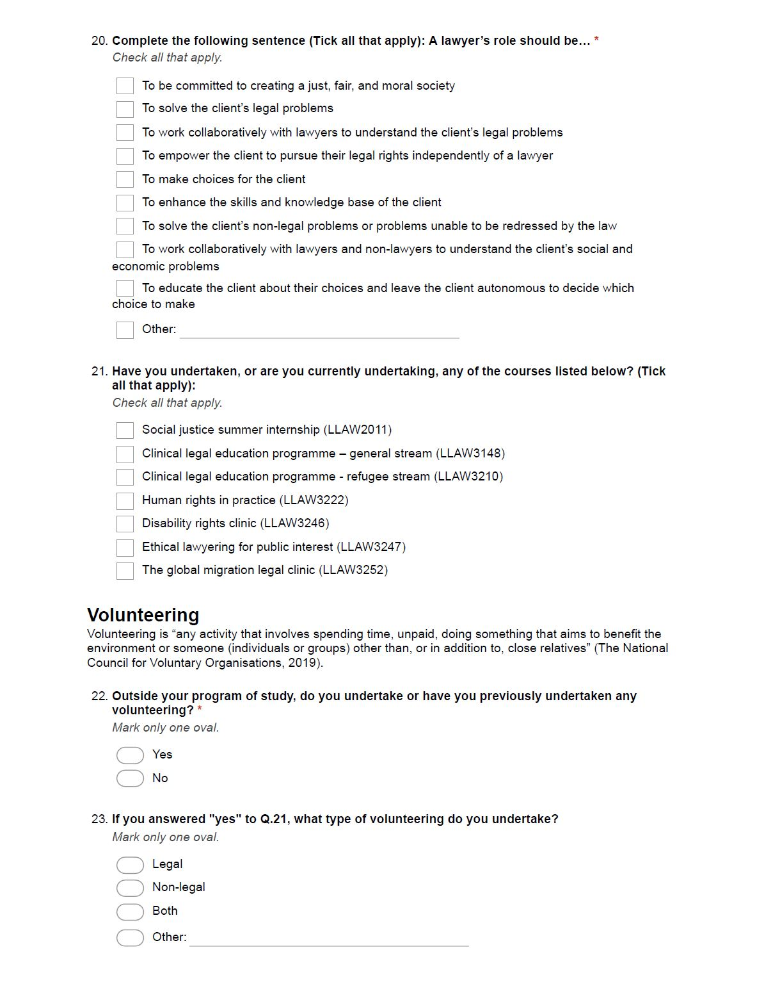 20. Complete the following sentence (Tick all that apply): A lawyer’s role should be… *
Check all that apply.
To be committed to creating a just, fair, and moral society
To solve the client’s legal problems
To work collaboratively with lawyers to understand the client’s legal problems
To empower the client to pursue their legal rights independently of a lawyer
To make choices for the client
To enhance the skills and knowledge base of the client
To solve the client’s non-legal problems or problems unable to be redressed by the law
To work collaboratively with lawyers and non-lawyers to understand the client’s social and
economic problems
To educate the client about their choices and leave the client autonomous to decide which
choice to make
Other:
21. Have you undertaken, or are you currently undertaking, any of the courses listed below? (Tick
all that apply):
Check all that apply.
Social justice summer internship (LLAW2011)
Clinical legal education programme – general stream (LLAW3148)
Clinical legal education programme - refugee stream (LLAW3210)
Human rights in practice (LLAW3222)
Disability rights clinic (LLAW3246)
Ethical lawyering for public interest (LLAW3247)
The global migration legal clinic (LLAW3252)
Volunteering
Volunteering is “any activity that involves spending time, unpaid, doing something that aims to benefit the
environment or someone (individuals or groups) other than, or in addition to, close relatives” (The National
Council for Voluntary Organisations, 2019).
22. Outside your program of study, do you undertake or have you previously undertaken any
volunteering? *
Mark only one oval.
Yes
No
23. If you answered "yes" to Q.21, what type of volunteering do you undertake?
Mark only one oval.
Legal
Non-legal
Both
Other: